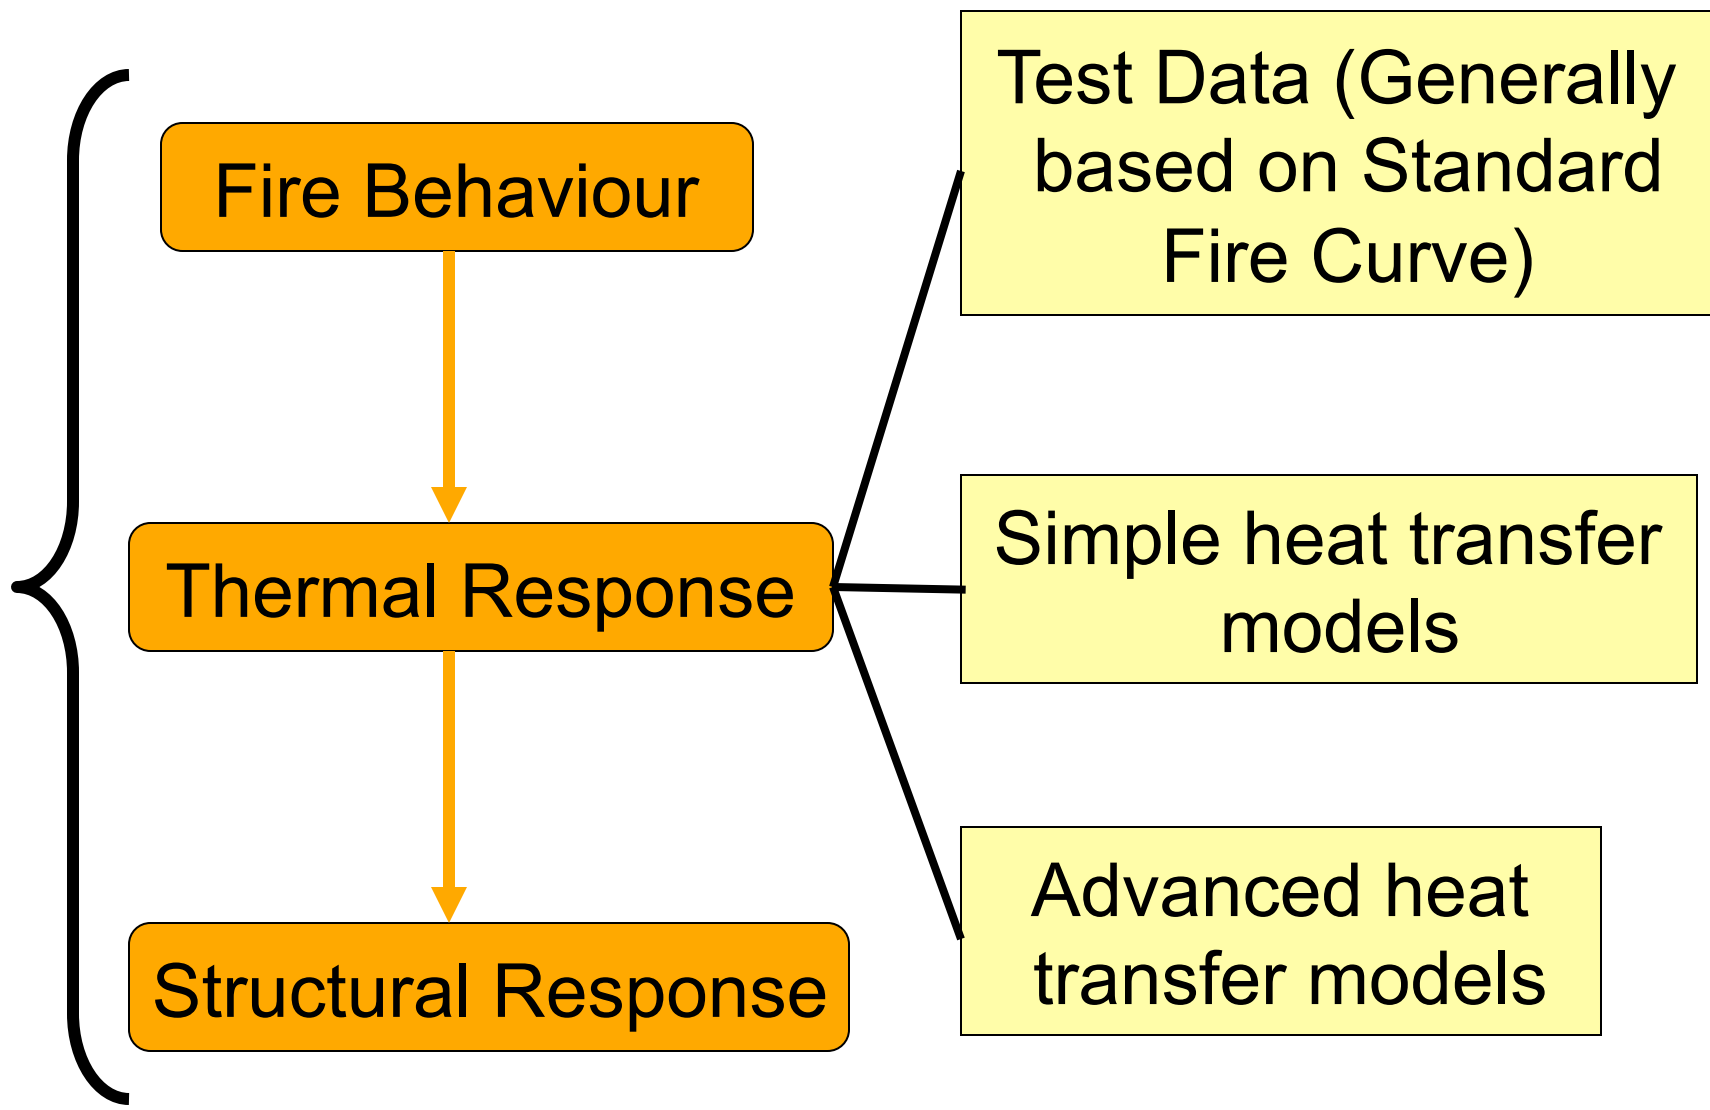 Fire Behaviour
Thermal Response
Structural Response
Test Data (Generally
based on Standard
Fire Curve)
Simple heat transfer
models
Advanced heat
transfer models